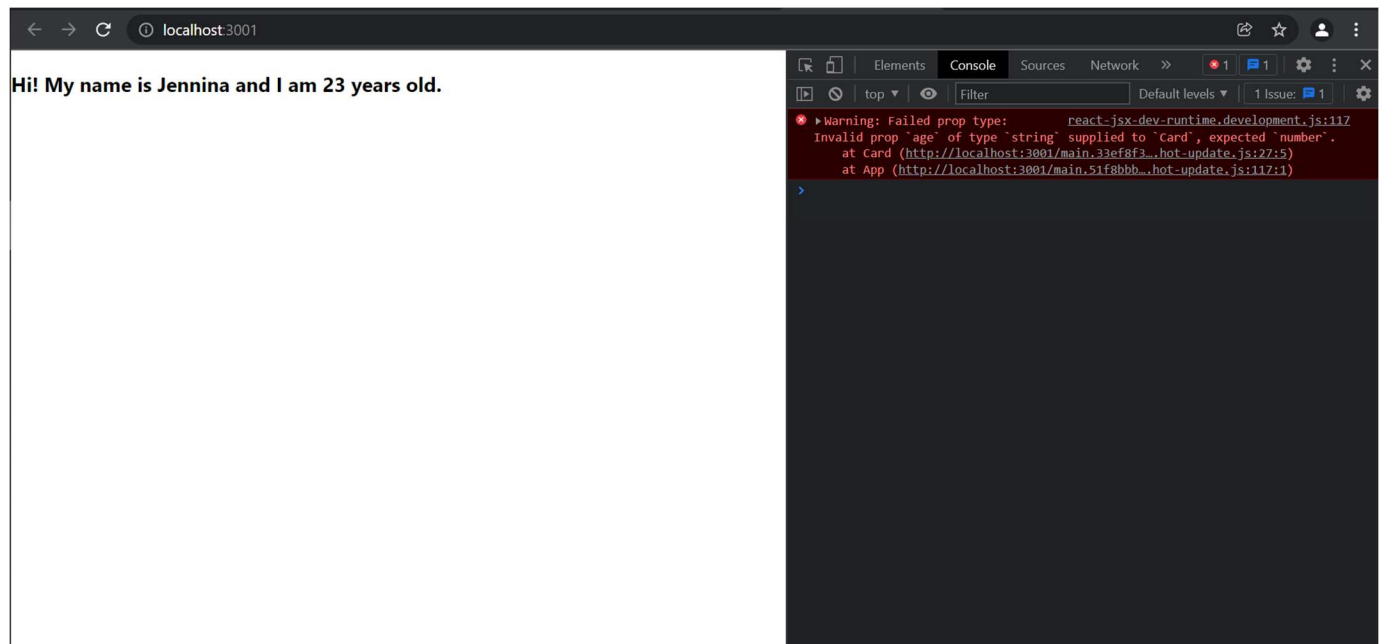 localhost:3001
Hi! My name is Jennina and I am 23 years old.
Elements Console Sources Network » 1 1
top ▼ Filter Default levels ▼ 1 Issue: 1
▸Warning: Failed prop type: react-jsx-dev-runtime.development.js:117
Invalid prop `age` of type `string` supplied to `Card`, expected `number`.
at Card (http://localhost:3001/main.33ef8f3….hot-update.js:27:5)
at App (http://localhost:3001/main.51f8bbb….hot-update.js:117:1)
>